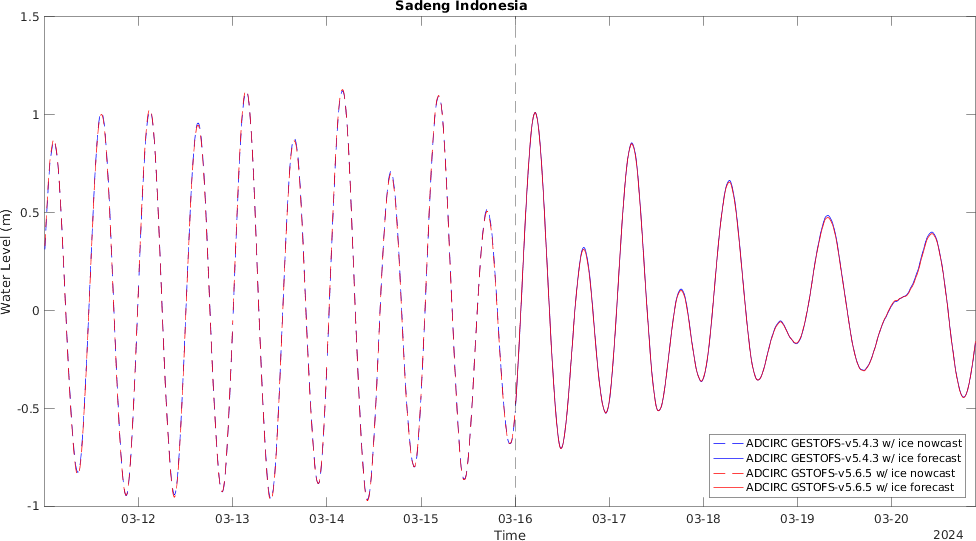 Sadeng Indonesia
1.5
1
0.5
0
-0.5
-1
Water Level (m)
03-12 03-13 03-14 03-15 03-16 03-17 03-18 03-19 03-20
Time
2024
ADCIRC GESTOFS-v5.4.3 w/ ice nowcast
ADCIRC GESTOFS-v5.4.3 w/ ice forecast
ADCIRC GSTOFS-v5.6.5 w/ ice nowcast
ADCIRC GSTOFS-v5.6.5 w/ ice forecast